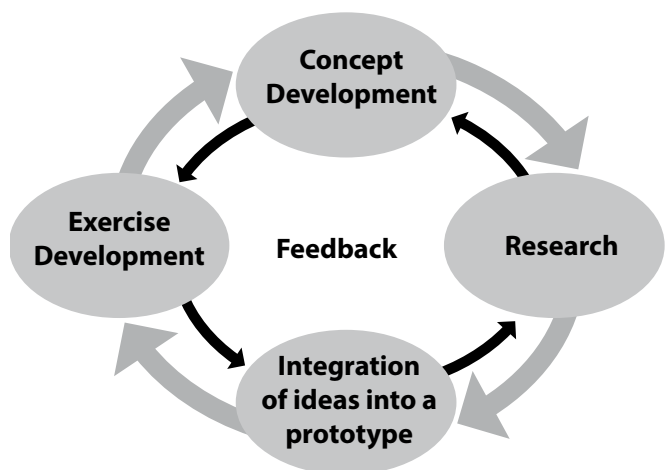 Concept
Development
Exercise
Development
Feedback
Research
Integration
of ideas into a
prototype